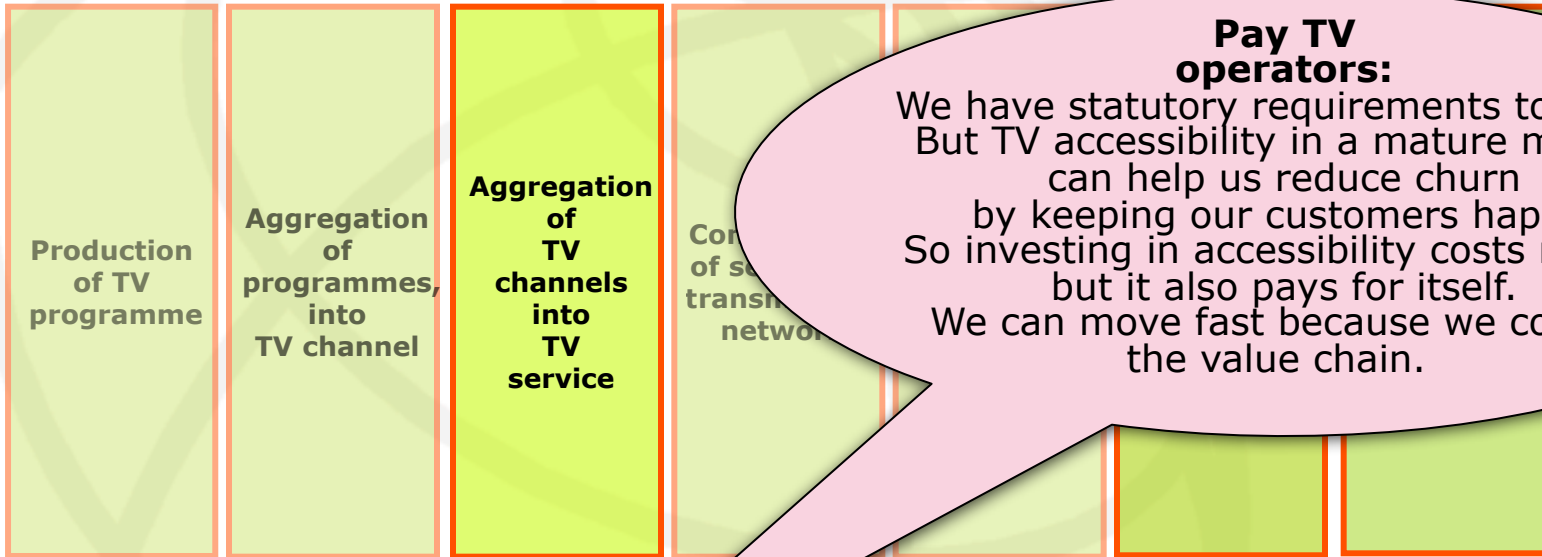 Production
of TV
programme
Aggregation
of
programmes,
into
TV channel
Aggregation
of
TV
channels
into
TV
service
of
Pay TV
operators:
We have statutory requirements
But TV accessibility in a mature
can help us reduce churn
by keeping our customers
So investing in accessibility costs
but it also pays for itself.
We can move fast because we
the value chain.